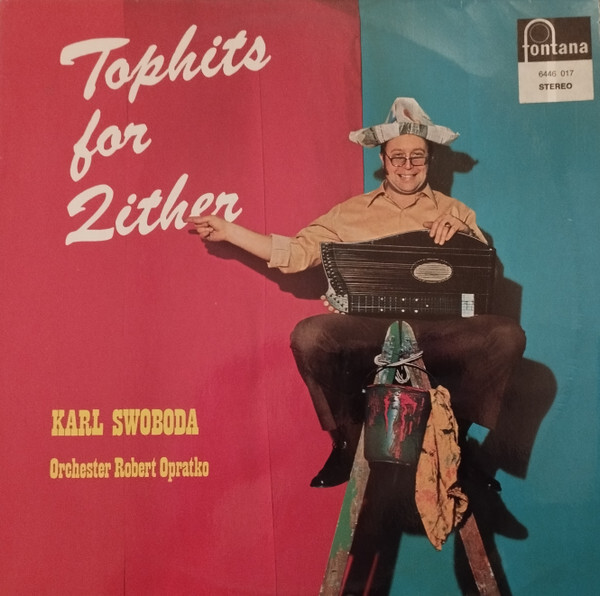 Tophits
for
Zither
fontana
6446 017
STEREO
KARL SWOBODA
Orchester Robert Opratko